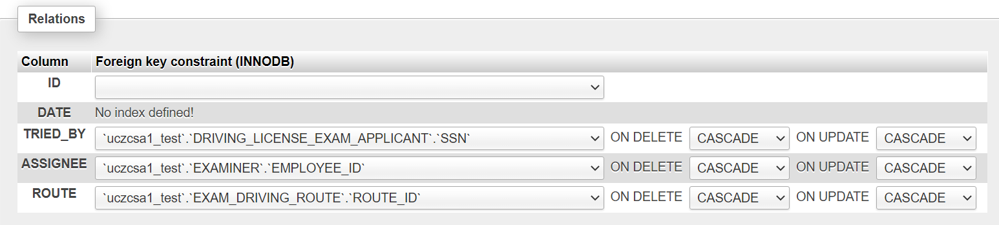 Relations
Column Foreign key constraint (INNODB)
ID
DATE No index defined!
TRIED_BY `uczcsa1_test`.`DRIVING_LICENSE_EXAM_APPLICANT`.`SSN` ON DELETE CASCADE ON UPDATE CASCADE
ASSIGNEE `uczcsa1_test`.`EXAMINER`.`EMPLOYEE_ID` ON DELETE CASCADE ON UPDATE CASCADE
ROUTE `uczcsa1_test`.`EXAM_DRIVING_ROUTE`.`ROUTE_ID` ON DELETE CASCADE ON UPDATE CASCADE